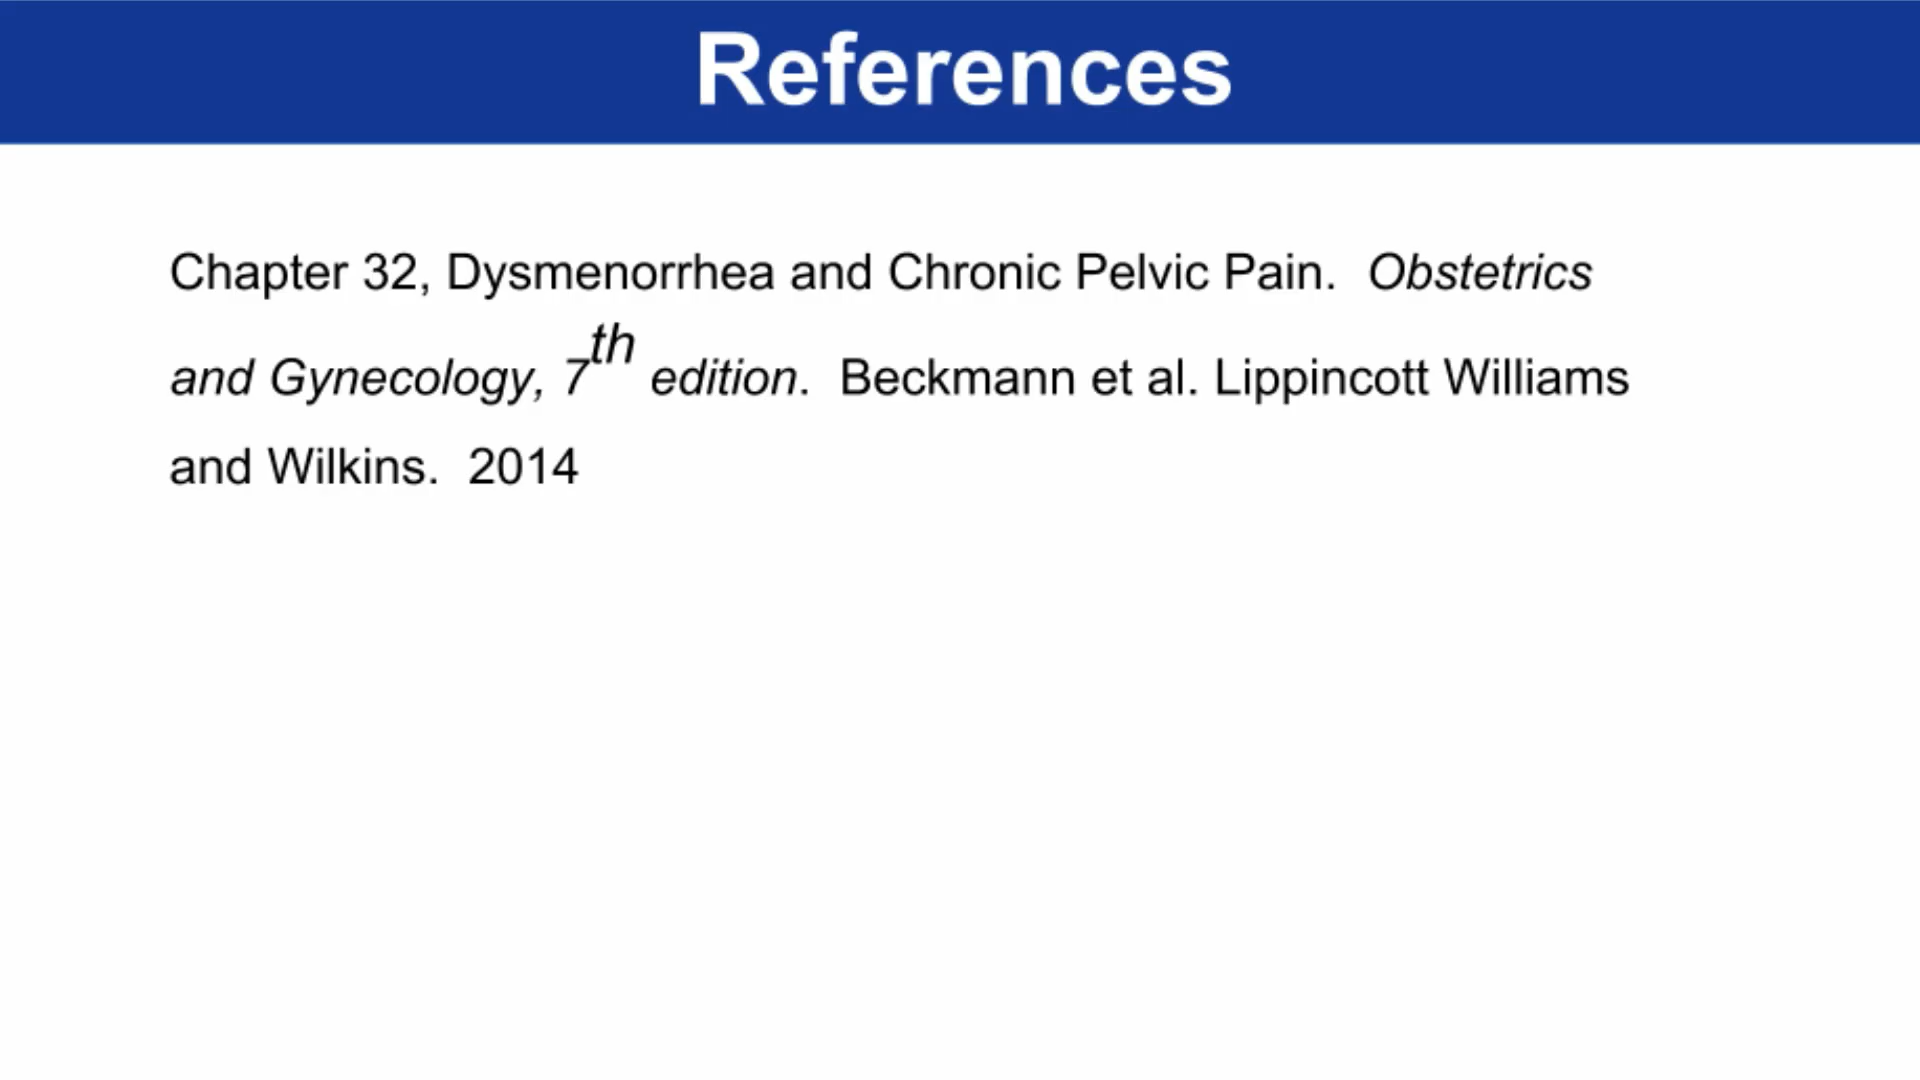 References
Chapter 32, Dysmenorrhea and Chronic Pelvic Pain.  Obstetrics
and Gynecology, 7th edition.  Beckmann et al. Lippincott Williams
and Wilkins.  2014